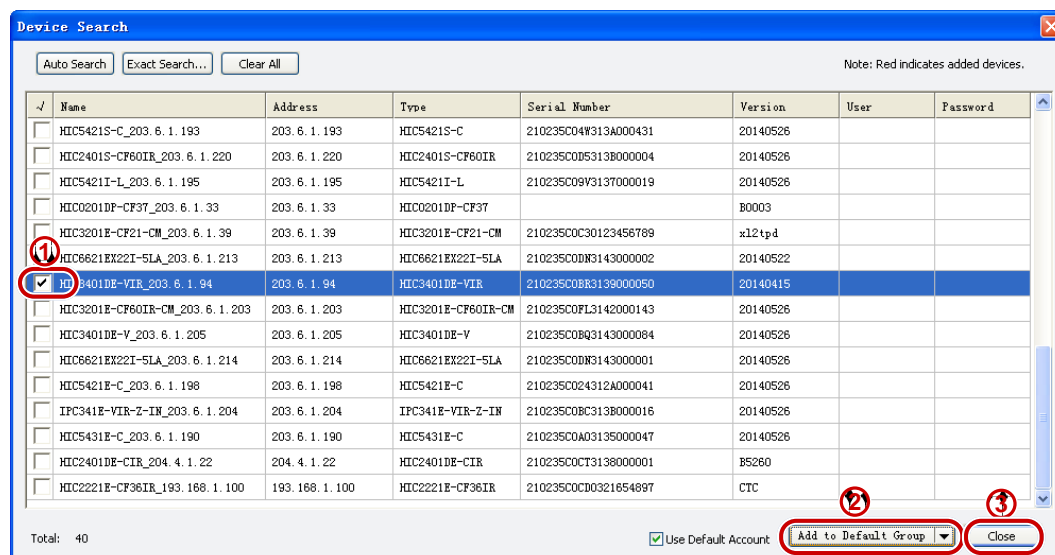 Device Search
Auto Search Exact Search... Clear All Note: Red indicates added devices.
√ Name Address Type Serial Number Version User Password
HIC5421S-C_203.6.1.193 203.6.1.193 HIC5421S-C 210235C04W313A000431 20140526
HIC2401S-CF60IR_203.6.1.220 203.6.1.220 HIC2401S-CF60IR 210235C0D5313B000004 20140526
HIC5421I-L_203.6.1.195 203.6.1.195 HIC5421I-L 210235C09V3137000019 20140526
HIC0201DP-CF37_203.6.1.33 203.6.1.33 HIC0201DP-CF37 B0003
HIC3201E-CF21-CM_203.6.1.39 203.6.1.39 HIC3201E-CF21-CM 210235C0C30123456789 xl2tpd
① HIC6621EX22I-5LA_203.6.1.213 203.6.1.213 HIC6621EX22I-5LA 210235C0DN3143000002 20140522
HIC3401DE-VIR_203.6.1.94 203.6.1.94 HIC3401DE-VIR 210235C0BR3139000050 20140415
HIC3201E-CF60IR-CM_203.6.1.203 203.6.1.203 HIC3201E-CF60IR-CM 210235C0FL3142000143 20140526
HIC3401DE-V_203.6.1.205 203.6.1.205 HIC3401DE-V 210235C0BQ3143000084 20140526
HIC6621EX22I-5LA_203.6.1.214 203.6.1.214 HIC6621EX22I-5LA 210235C0DN3143000001 20140526
HIC5421E-C_203.6.1.198 203.6.1.198 HIC5421E-C 210235C024312A000041 20140526
IPC341E-VIR-Z-IN_203.6.1.204 203.6.1.204 IPC341E-VIR-Z-IN 210235C0BC313B000016 20140526
HIC5431E-C_203.6.1.190 203.6.1.190 HIC5431E-C 210235C0A03135000047 20140526
HIC2401DE-CIR_204.4.1.22 204.4.1.22 HIC2401DE-CIR 210235C0CT3138000001 B5260
HIC2221E-CF36IR_193.168.1.100 193.168.1.100 HIC2221E-CF36IR 210235C0CD0321654897 CTC
② ③
Total: 40 Use Default Account Add to Default Group Close